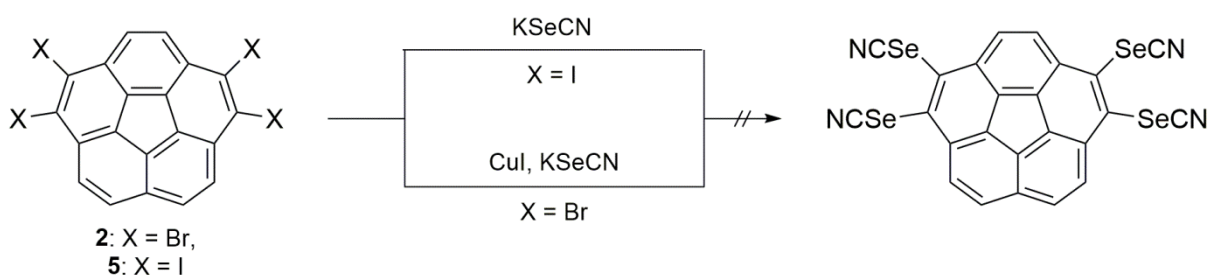 X
X
X
X
2: X = Br,
5: X = I
KSeCN
X = I
CuI, KSeCN
X = Br
NCSe
SeCN
NCSe
SeCN